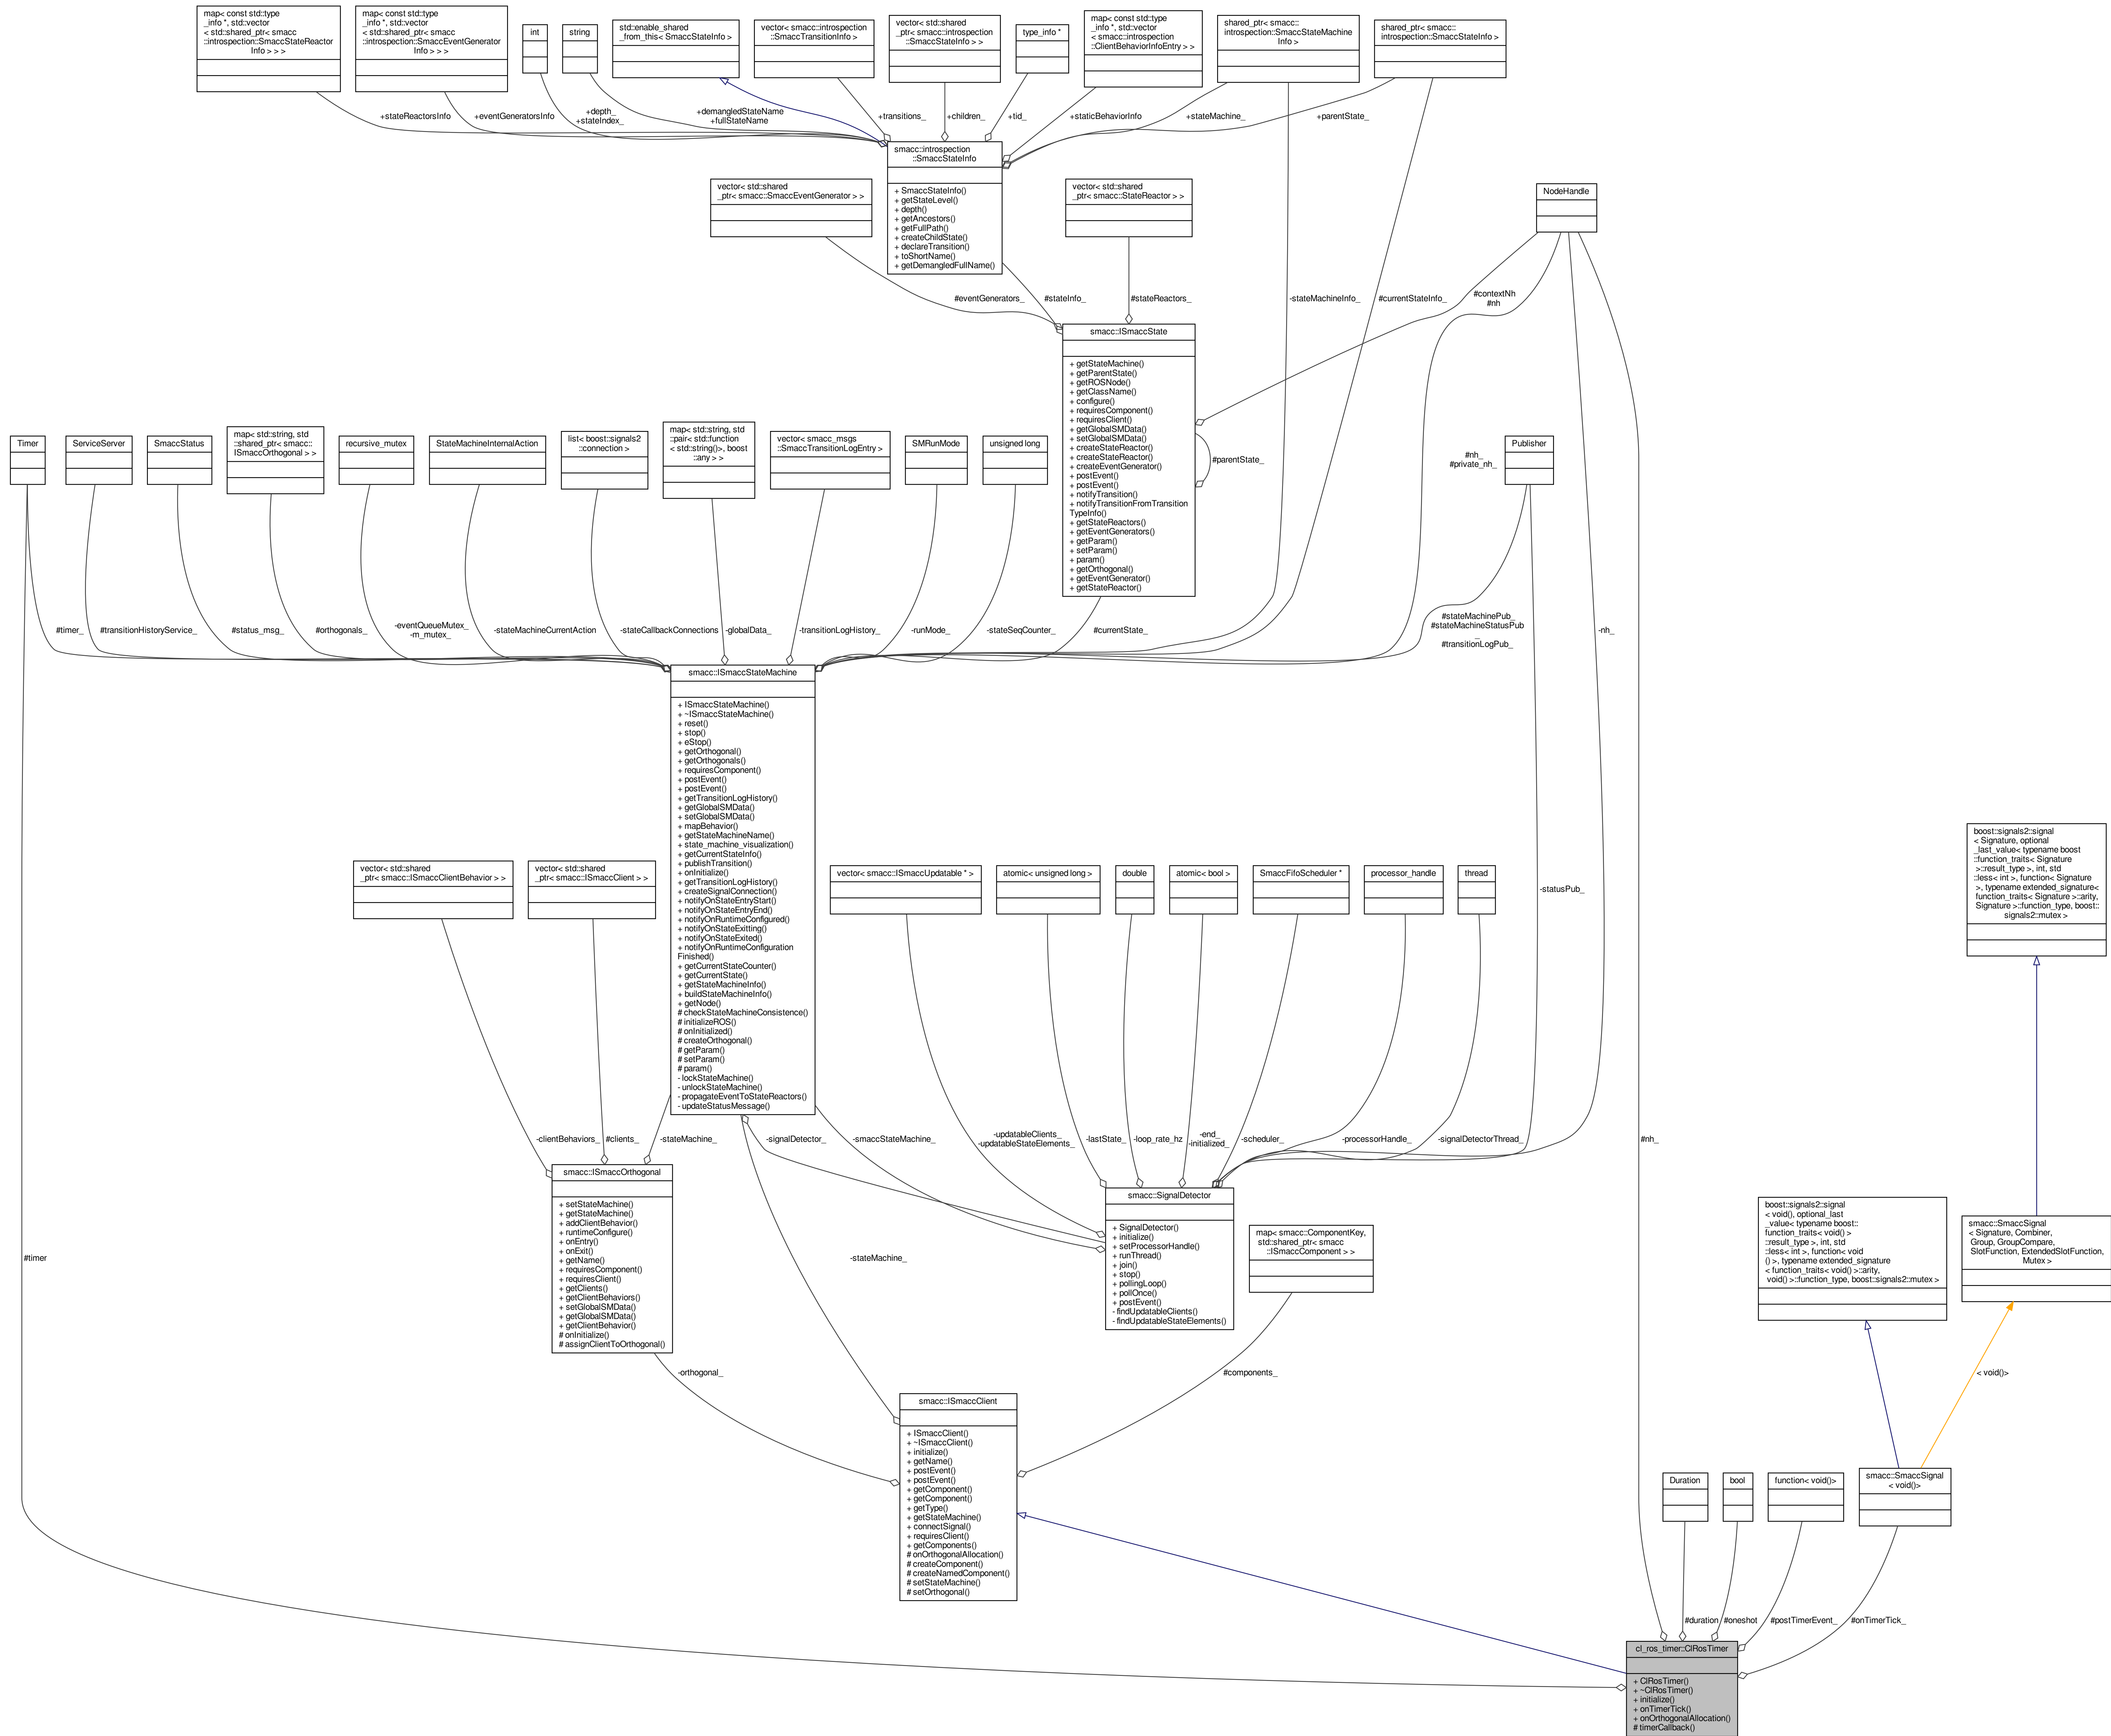 map< const std::type
_info *, std::vector
< std::shared_ptr< smacc
::introspection::SmaccStateReactor
Info > > >
map< const std::type
_info *, std::vector
< std::shared_ptr< smacc
::introspection::SmaccEventGenerator
Info > > >
int
string
std::enable_shared
_from_this< SmaccStateInfo >
vector< smacc::introspection
::SmaccTransitionInfo >
vector< std::shared
_ptr< smacc::introspection
::SmaccStateInfo > >
type_info *
map< const std::type
_info *, std::vector
< smacc::introspection
::ClientBehaviorInfoEntry > >
shared_ptr< smacc::
introspection::SmaccStateMachine
Info >
shared_ptr< smacc::
introspection::SmaccStateInfo >
+stateReactorsInfo
+eventGeneratorsInfo
+depth_
+stateIndex_
+demangledStateName
+fullStateName
+transitions_
+children_
+tid_
+staticBehaviorInfo
+stateMachine_
+parentState_
smacc::introspection
::SmaccStateInfo
+ SmaccStateInfo()
+ getStateLevel()
+ depth()
+ getAncestors()
+ getFullPath()
+ createChildState()
+ declareTransition()
+ toShortName()
+ getDemangledFullName()
vector< std::shared
_ptr< smacc::SmaccEventGenerator > >
vector< std::shared
_ptr< smacc::StateReactor > >
NodeHandle
#eventGenerators_
#stateInfo_
#stateReactors_
-stateMachineInfo_
#currentStateInfo_
#contextNh
#nh
smacc::ISmaccState
+ getStateMachine()
+ getParentState()
+ getROSNode()
+ getClassName()
+ configure()
+ requiresComponent()
+ requiresClient()
+ getGlobalSMData()
+ setGlobalSMData()
+ createStateReactor()
+ createStateReactor()
+ createEventGenerator()
+ postEvent()
+ postEvent()
+ notifyTransition()
+ notifyTransitionFromTransition
TypeInfo()
+ getStateReactors()
+ getEventGenerators()
+ getParam()
+ setParam()
+ param()
+ getOrthogonal()
+ getEventGenerator()
+ getStateReactor()
#parentState_
#nh_
#private_nh_
Timer
ServiceServer
SmaccStatus
map< std::string, std
::shared_ptr< smacc::
ISmaccOrthogonal > >
recursive_mutex
StateMachineInternalAction
list< boost::signals2
::connection >
map< std::string, std
::pair< std::function
< std::string()>, boost
::any > >
vector< smacc_msgs
::SmaccTransitionLogEntry >
SMRunMode
unsigned long
Publisher
#timer_
#transitionHistoryService_
#status_msg_
#orthogonals_
-eventQueueMutex_
-m_mutex_
-stateMachineCurrentAction
-stateCallbackConnections
-globalData_
-transitionLogHistory_
-runMode_
-stateSeqCounter_
#currentState_
#stateMachinePub_
#stateMachineStatusPub
_
#transitionLogPub_
-nh_
smacc::ISmaccStateMachine
+ ISmaccStateMachine()
+ ~ISmaccStateMachine()
+ reset()
+ stop()
+ eStop()
+ getOrthogonal()
+ getOrthogonals()
+ requiresComponent()
+ postEvent()
+ postEvent()
+ getTransitionLogHistory()
+ getGlobalSMData()
+ setGlobalSMData()
+ mapBehavior()
+ getStateMachineName()
+ state_machine_visualization()
+ getCurrentStateInfo()
+ publishTransition()
+ onInitialize()
+ getTransitionLogHistory()
+ createSignalConnection()
+ notifyOnStateEntryStart()
+ notifyOnStateEntryEnd()
+ notifyOnRuntimeConfigured()
+ notifyOnStateExitting()
+ notifyOnStateExited()
+ notifyOnRuntimeConfiguration
Finished()
+ getCurrentStateCounter()
+ getCurrentState()
+ getStateMachineInfo()
+ buildStateMachineInfo()
+ getNode()
# checkStateMachineConsistence()
# initializeROS()
# onInitialized()
# createOrthogonal()
# getParam()
# setParam()
# param()
- lockStateMachine()
- unlockStateMachine()
- propagateEventToStateReactors()
- updateStatusMessage()
vector< std::shared
_ptr< smacc::ISmaccClientBehavior > >
vector< std::shared
_ptr< smacc::ISmaccClient > >
vector< smacc::ISmaccUpdatable * >
atomic< unsigned long >
double
atomic< bool >
SmaccFifoScheduler *
processor_handle
thread
-statusPub_
boost::signals2::signal
< Signature, optional
_last_value< typename boost
::function_traits< Signature
>::result_type >, int, std
::less< int >, function< Signature
>, typename extended_signature<
function_traits< Signature >::arity,
Signature >::function_type, boost::
signals2::mutex >
-clientBehaviors_
#clients_
-stateMachine_
-signalDetector_
-smaccStateMachine_
-updatableClients_
-updatableStateElements_
-lastState_
-loop_rate_hz
-end_
-initialized_
-scheduler_
-processorHandle_
-signalDetectorThread_
#nh_
smacc::ISmaccOrthogonal
+ setStateMachine()
+ getStateMachine()
+ addClientBehavior()
+ runtimeConfigure()
+ onEntry()
+ onExit()
+ getName()
+ requiresComponent()
+ requiresClient()
+ getClients()
+ getClientBehaviors()
+ setGlobalSMData()
+ getGlobalSMData()
+ getClientBehavior()
# onInitialize()
# assignClientToOrthogonal()
smacc::SignalDetector
+ SignalDetector()
+ initialize()
+ setProcessorHandle()
+ runThread()
+ join()
+ stop()
+ pollingLoop()
+ pollOnce()
+ postEvent()
- findUpdatableClients()
- findUpdatableStateElements()
map< smacc::ComponentKey,
std::shared_ptr< smacc
::ISmaccComponent > >
boost::signals2::signal
< void(), optional_last
_value< typename boost::
function_traits< void()
::result_type >, int, std
::less< int >, function< void
() >, typename extended_signature
< function_traits< void() >::arity,
void() >::function_type, boost::signals2::mutex >
smacc::SmaccSignal
< Signature, Combiner,
Group, GroupCompare,
SlotFunction, ExtendedSlotFunction,
Mutex >
#timer
-stateMachine_
-orthogonal_
#components_
< void()>
smacc::ISmaccClient
+ ISmaccClient()
+ ~ISmaccClient()
+ initialize()
+ getName()
+ postEvent()
+ postEvent()
+ getComponent()
+ getComponent()
+ getType()
+ getStateMachine()
+ connectSignal()
+ requiresClient()
+ getComponents()
# onOrthogonalAllocation()
# createComponent()
# createNamedComponent()
# setStateMachine()
# setOrthogonal()
Duration
bool
function< void()>
smacc::SmaccSignal
< void()>
#duration
#oneshot
#postTimerEvent_
#onTimerTick_
cl_ros_timer::ClRosTimer
+ ClRosTimer()
+ ~ClRosTimer()
+ initialize()
+ onTimerTick()
+ onOrthogonalAllocation()
# timerCallback()